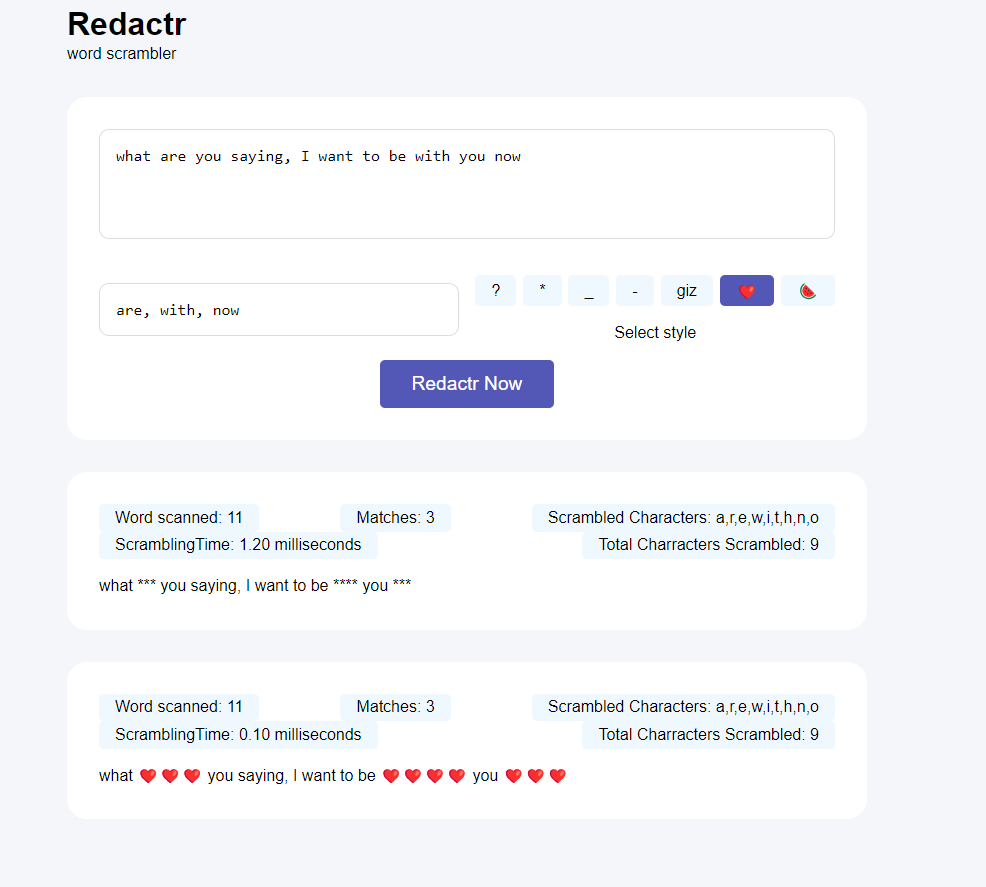 Redactr
word scrambler
what are you saying, I want to be with you now
? * _ - giz ❤️ 🍉
are, with, now
Select style
Redactr Now
Word scanned: 11 Matches: 3 Scrambled Characters: a,r,e,w,i,t,h,n,o
ScramblingTime: 1.20 milliseconds Total Charracters Scrambled: 9
what *** you saying, I want to be **** you ***
Word scanned: 11 Matches: 3 Scrambled Characters: a,r,e,w,i,t,h,n,o
ScramblingTime: 0.10 milliseconds Total Charracters Scrambled: 9
what ❤️ ❤️ ❤️ you saying, I want to be ❤️ ❤️ ❤️ ❤️ you ❤️ ❤️ ❤️